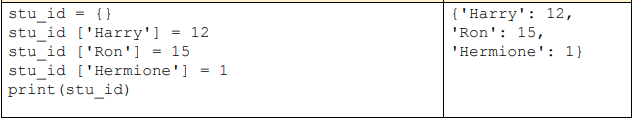 stu_id = {}
stu_id ['Harry'] = 12
stu_id ['Ron'] = 15
stu_id ['Hermione'] = 1
print(stu_id)
{'Harry': 12,
'Ron': 15,
'Hermione': 1}